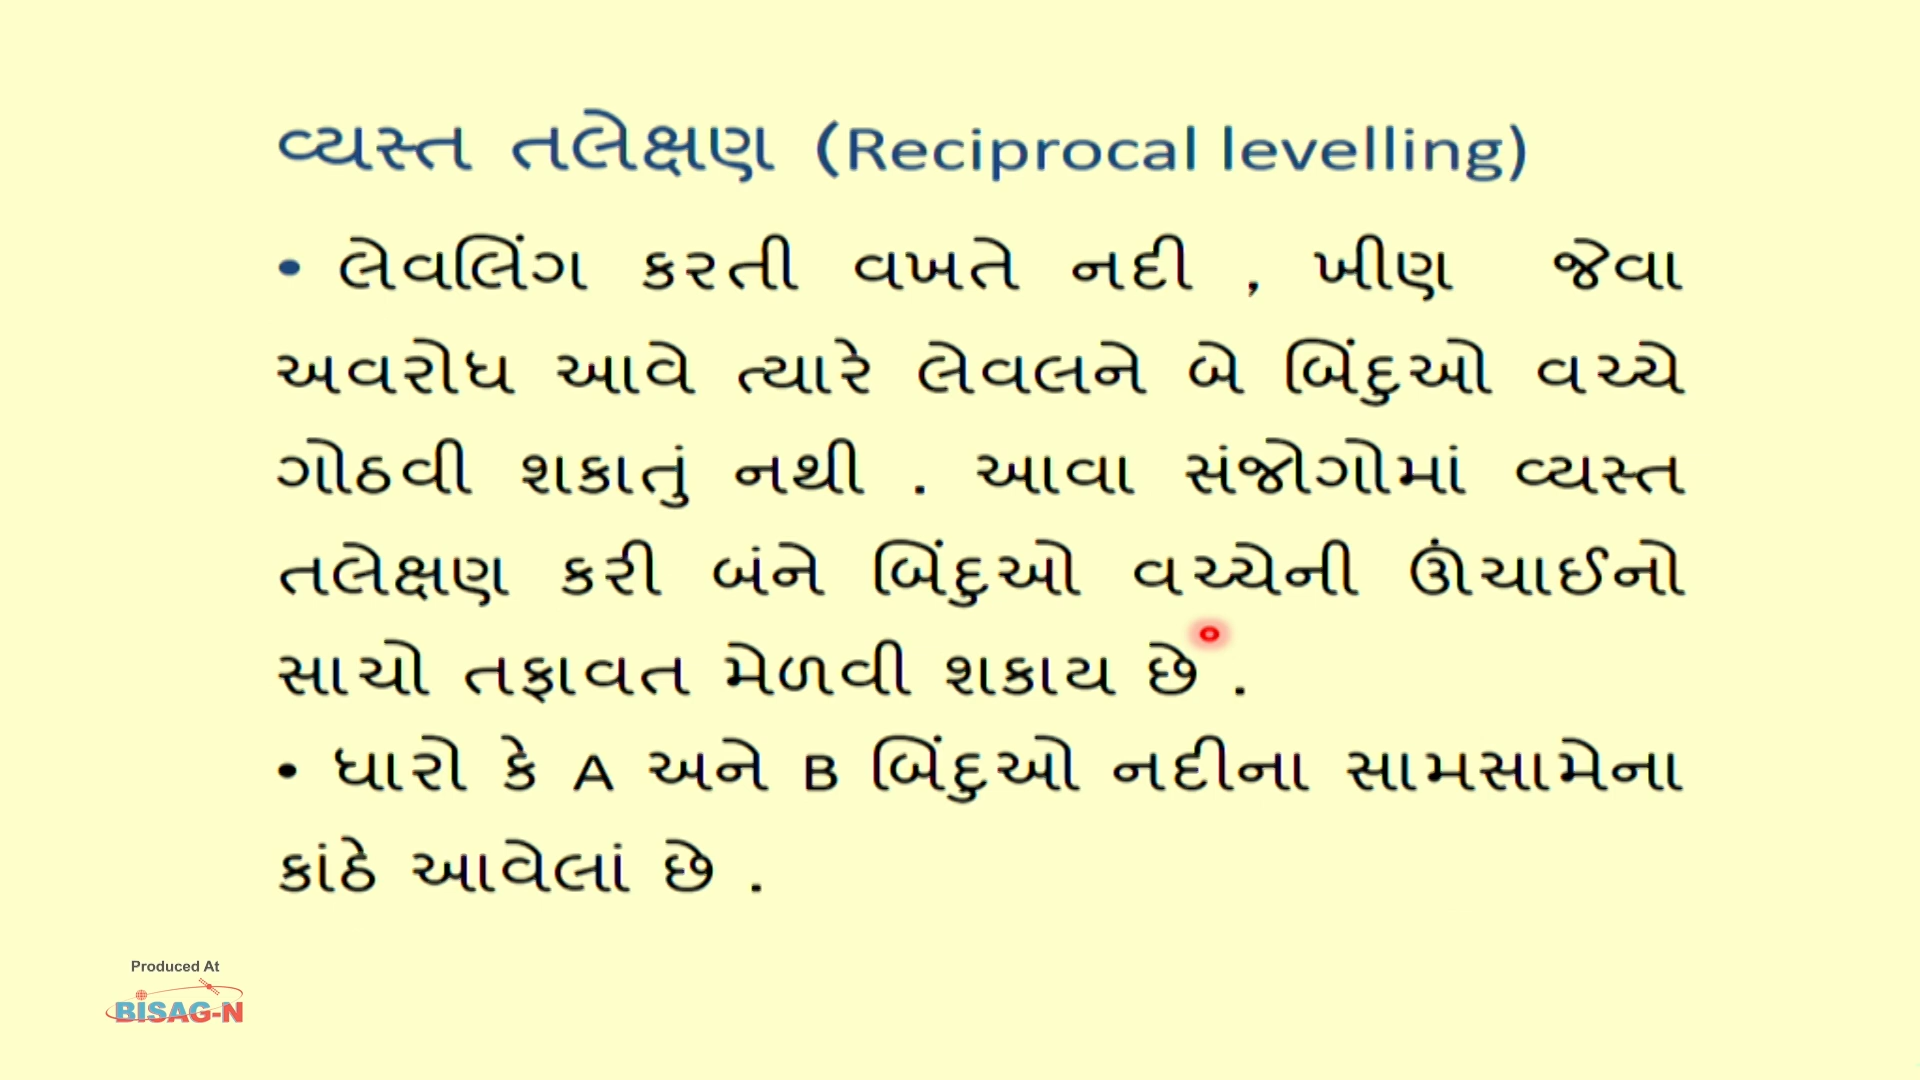 વ્યસ્ત તલેક્ષણ (Reciprocal levelling)
• લેવલિંગ કરતી વખતે નદી , ખીણ જેવા
અવરોધ આવે ત્યારે લેવલને બે બિંદુઓ વચ્ચે
ગોઠવી શકાતું નથી . આવા સંજોગોમાં વ્યસ્ત
તલેક્ષણ કરી બંને બિંદુઓ વચ્ચેની ઊંચાઈનો
સાચો તફાવત મેળવી શકાય છે .
• ધારો કે A અને B બિંદુઓ નદીના સામસામેના
કાંઠે આવેલાં છે .
Produced At
BISAG-N